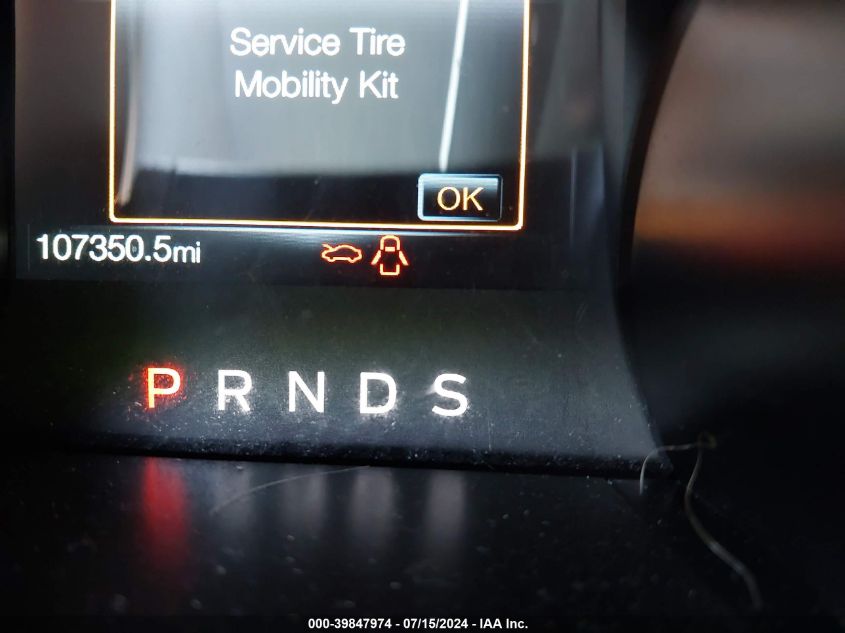 Service Tire
Mobility Kit
OK
107350.5mi
P R N D S
000-39847974 - 07/15/2024 - IAA Inc.